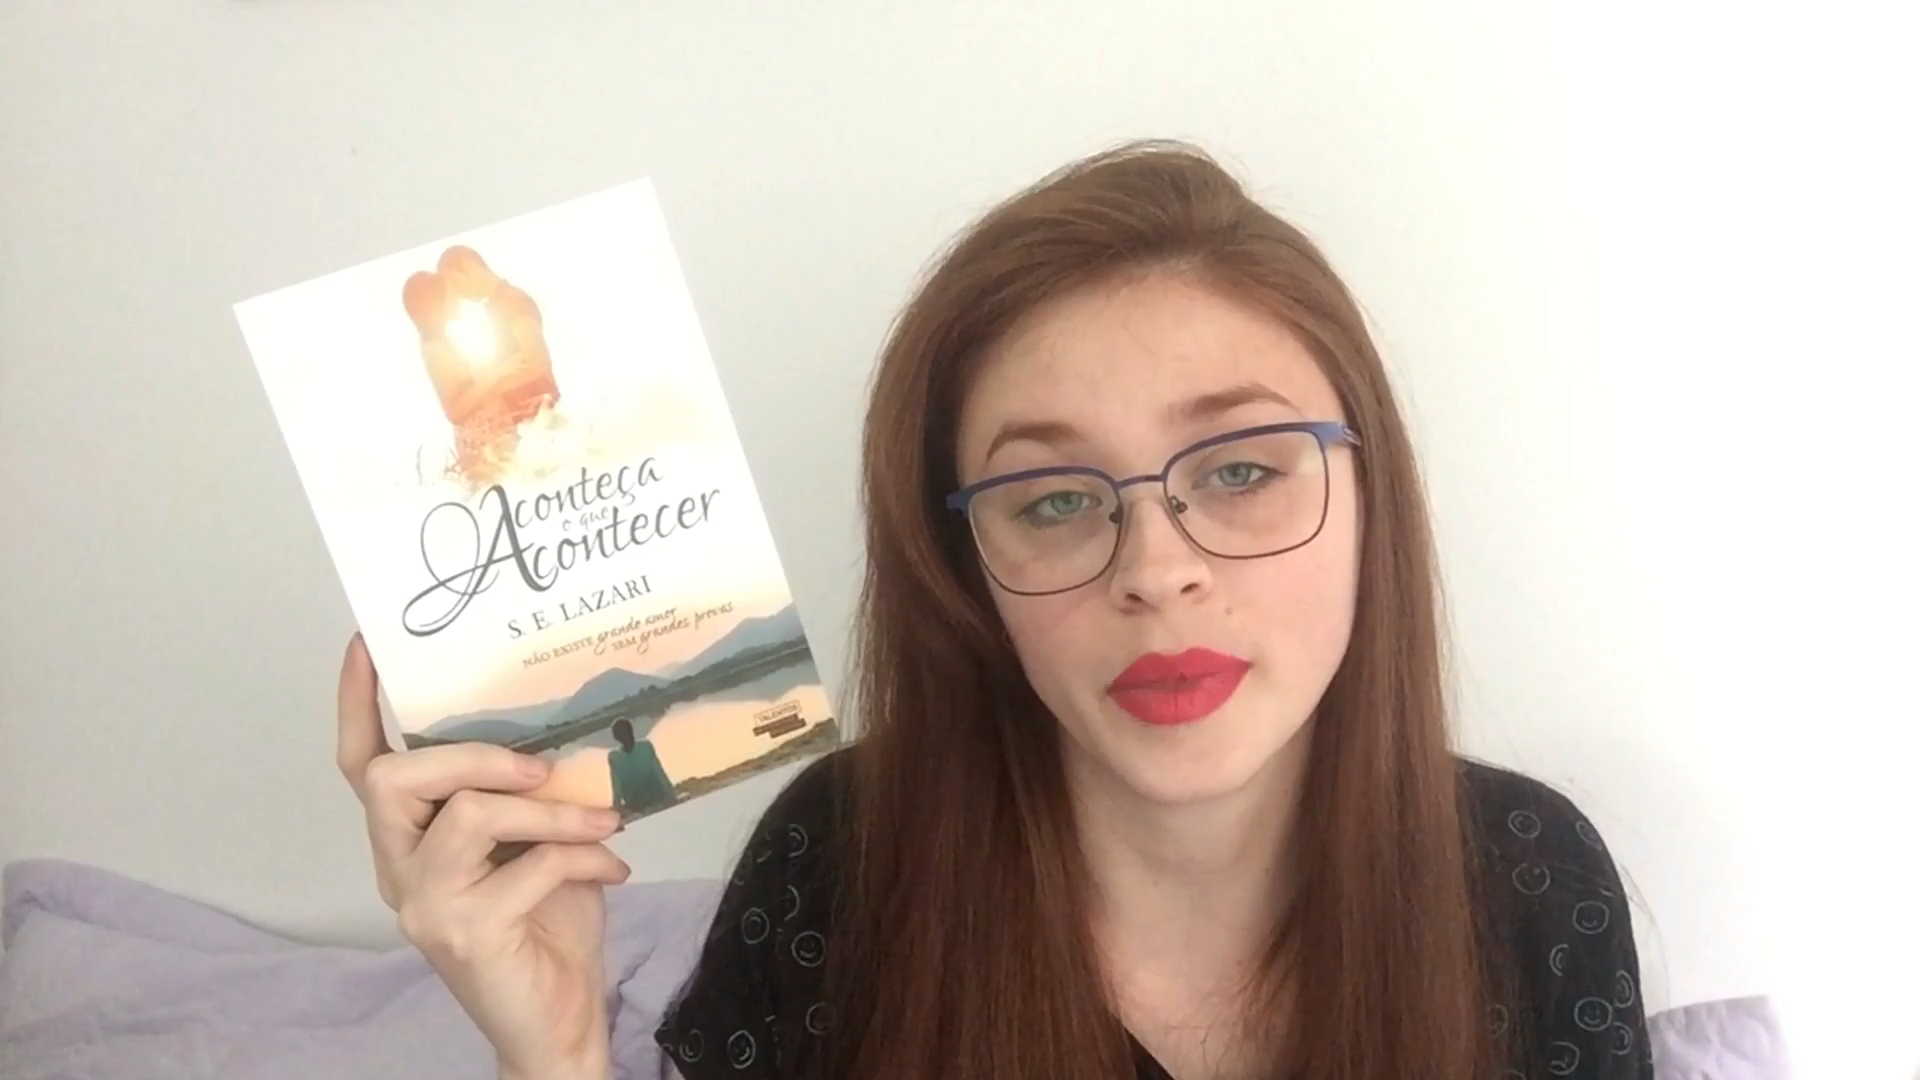 Aconteça
o que
Acontecer
S. E. LAZARI
NÃO EXISTE grande amor
SEM grandes provas
TALENTOS